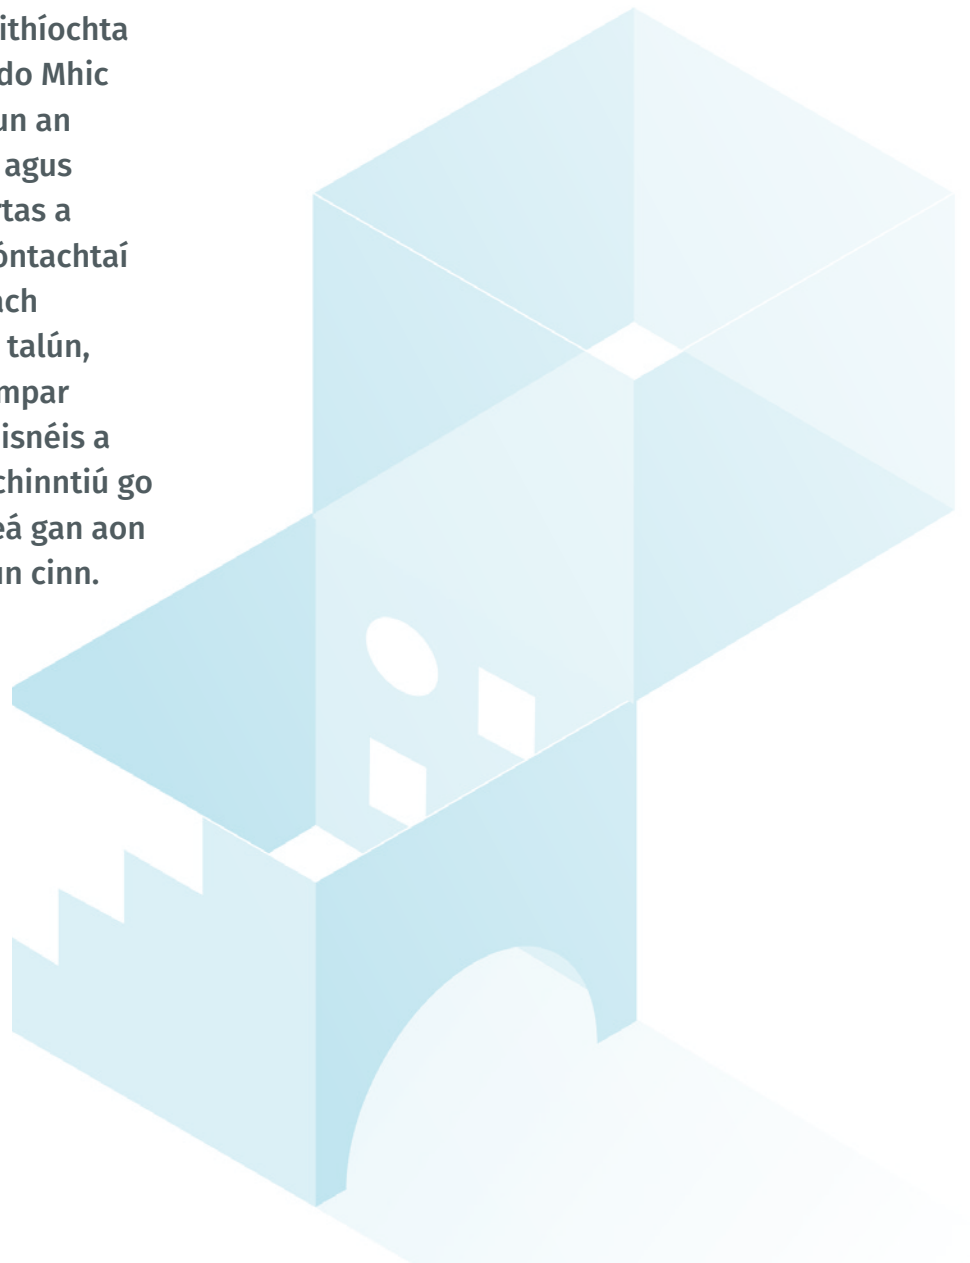 ithíochta
do Mhic
un an
agus
rtas a
óntachtaí
ach
talún,
mpar
isnéis a
chinntiú go
eá gan aon
un cinn.